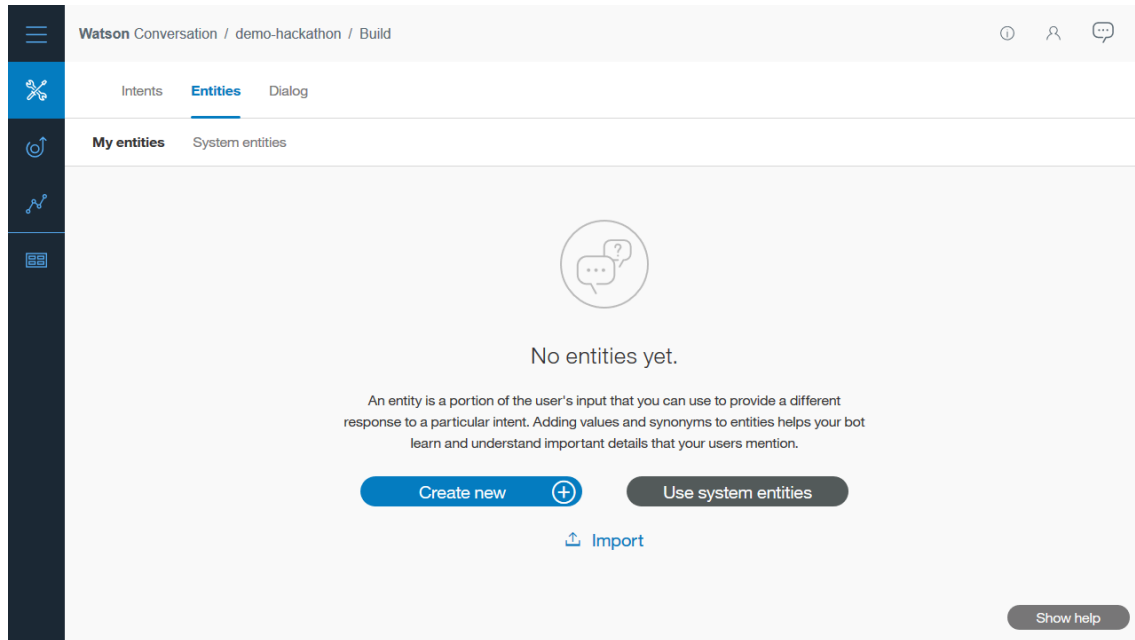 Watson Conversation / demo-hackathon / Build
Intents Entities Dialog
My entities System entities
?
No entities yet.
An entity is a portion of the user's input that you can use to provide a different
response to a particular intent. Adding values and synonyms to entities helps your bot
learn and understand important details that your users mention.
Create new Use system entities
Import
Show help